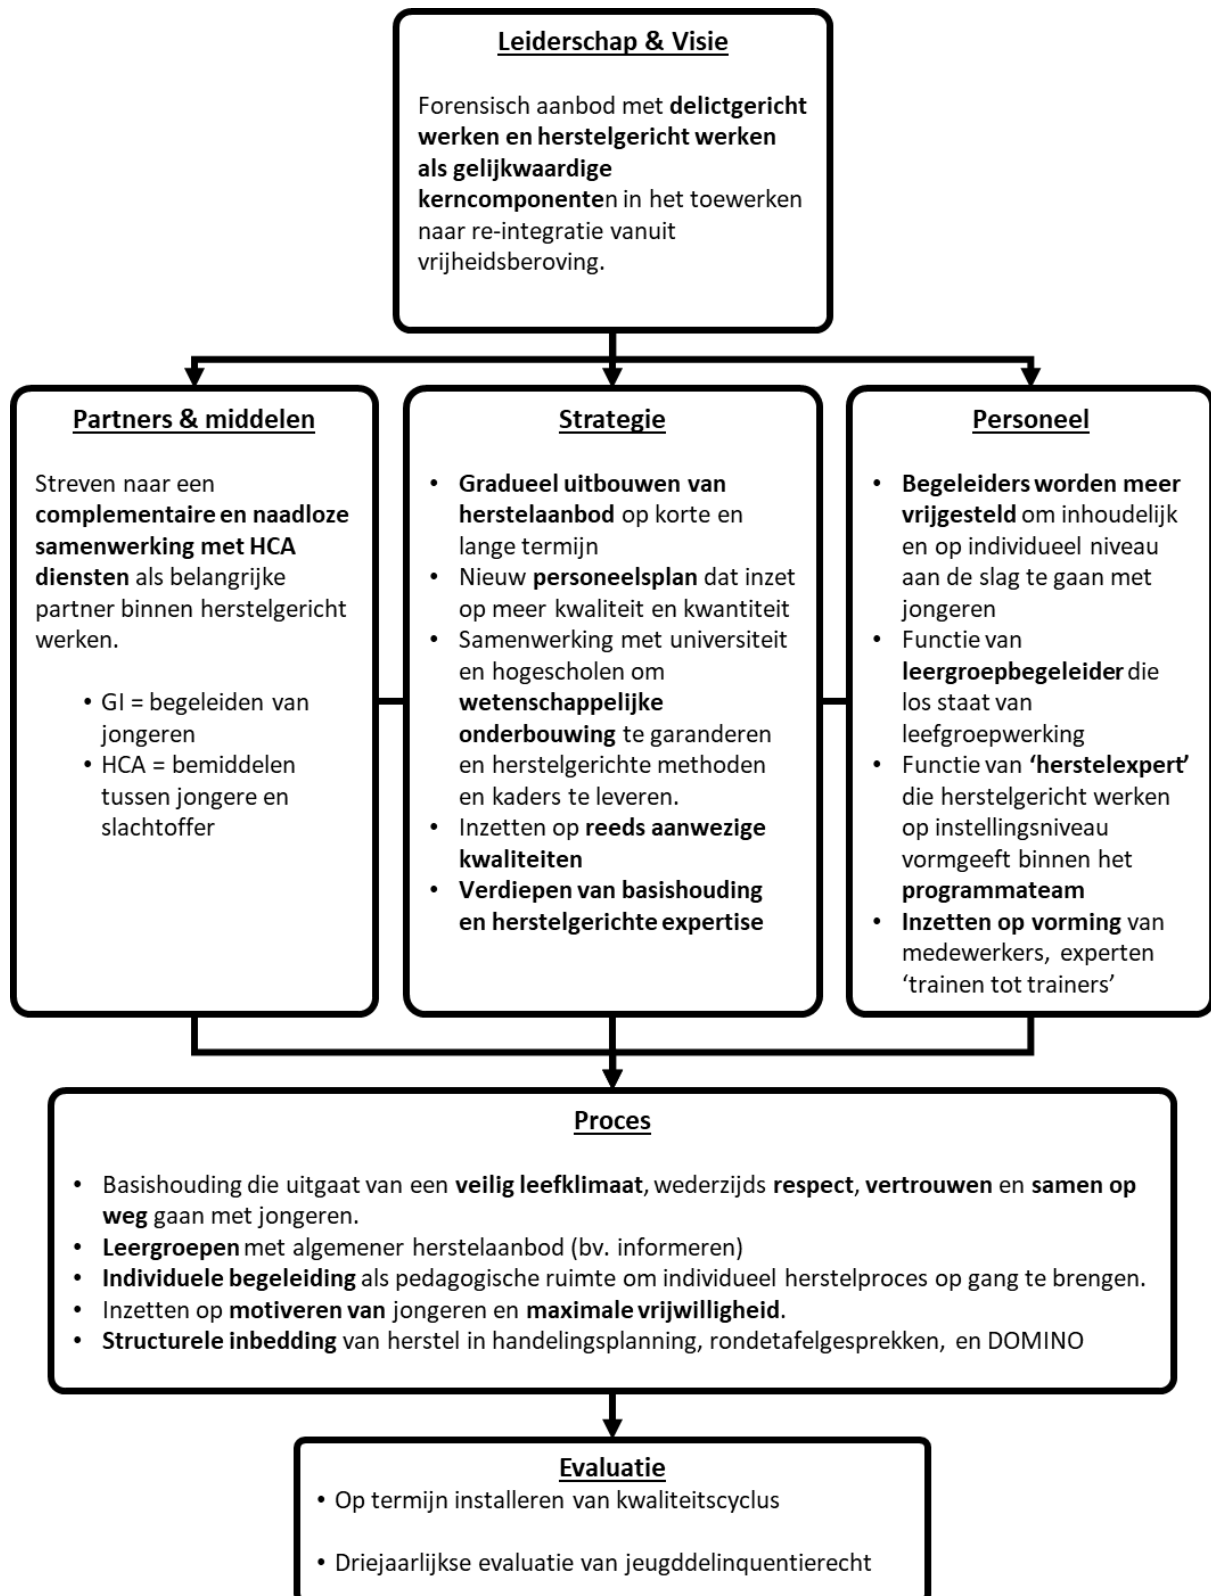 Leiderschap & Visie
Forensisch aanbod met delictgericht
werken en herstelgericht werken
als gelijkwaardige
kerncomponenten in het toewerken
naar re-integratie vanuit
vrijheidsberoving.
Partners & middelen
Streven naar een
complementaire en naadloze
samenwerking met HCA
diensten als belangrijke
partner binnen herstelgericht
werken.
• GI = begeleiden van
jongeren
• HCA = bemiddelen
tussen jongere en
slachtoffer
Strategie
• Gradueel uitbouwen van
herstelaanbod op korte en
lange termijn
• Nieuw personeelsplan dat inzet
op meer kwaliteit en kwantiteit
• Samenwerking met universiteit
en hogescholen om
wetenschappelijke
onderbouwing te garanderen
en herstelgerichte methoden
en kaders te leveren.
• Inzetten op reeds aanwezige
kwaliteiten
• Verdiepen van basishouding
en herstelgerichte expertise
Personeel
• Begeleiders worden meer
vrijgesteld om inhoudelijk
en op individueel niveau
aan de slag te gaan met
jongeren
• Functie van
leergroepbegeleider die
los staat van
leefgroepwerking
• Functie van ‘herstelexpert’
die herstelgericht werken
op instellingsniveau
vormgeeft binnen het
programmateam
• Inzetten op vorming van
medewerkers, experten
‘trainen tot trainers’
Proces
• Basishouding die uitgaat van een veilig leefklimaat, wederzijds respect, vertrouwen en samen op
weg gaan met jongeren.
• Leergroepen met algemener herstelaanbod (bv. informeren)
• Individuele begeleiding als pedagogische ruimte om individueel herstelproces op gang te brengen.
• Inzetten op motiveren van jongeren en maximale vrijwilligheid.
• Structurele inbedding van herstel in handelingsplanning, rondetafelgesprekken, en DOMINO
Evaluatie
• Op termijn installeren van kwaliteitscyclus
• Driejaarlijkse evaluatie van jeugddelinquentierecht